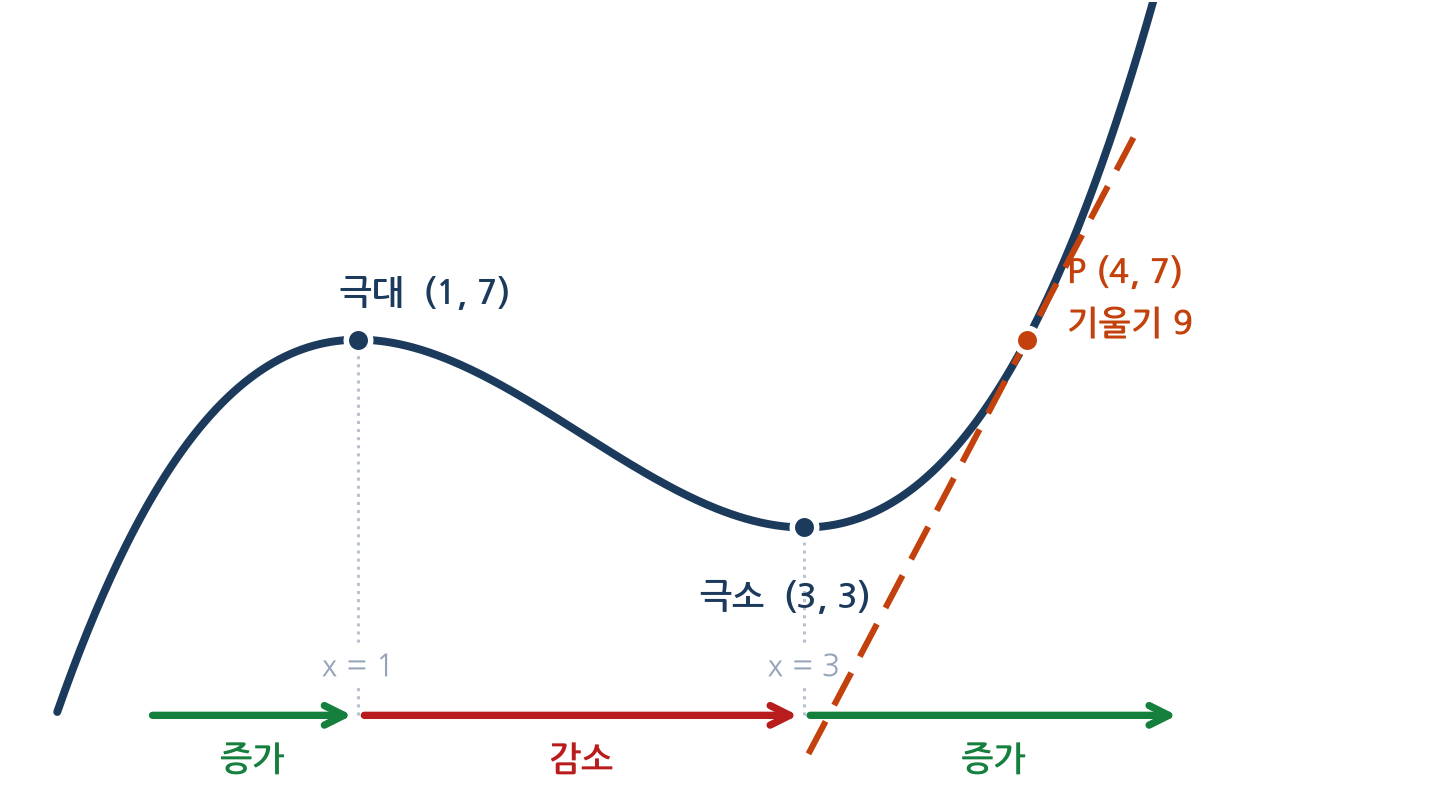 극대 (1, 7)
P (4, 7)
기울기 9
극소 (3, 3)
x = 1
x = 3
증가
감소
증가